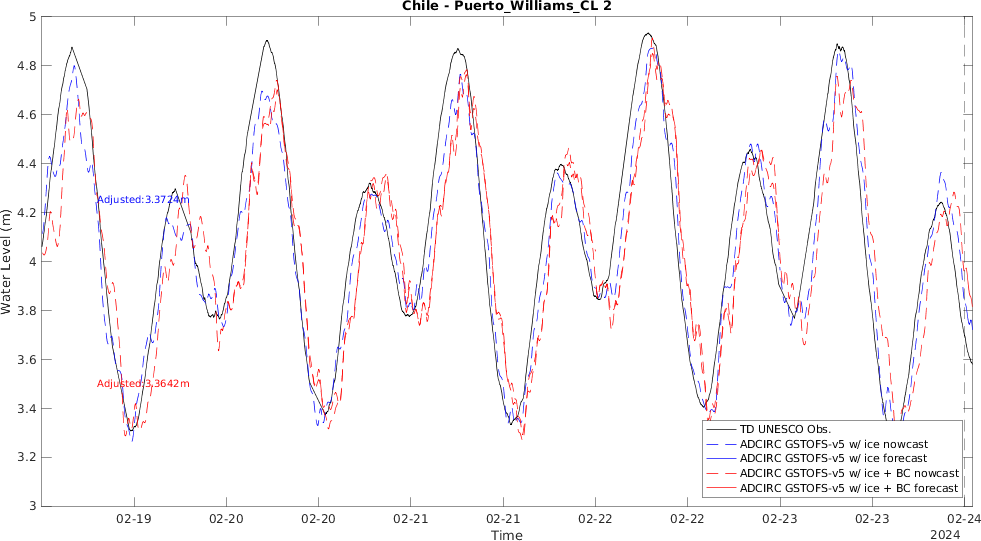 Chile - Puerto_Williams_CL 2
5
4.8
4.6
4.4
4.2
4
3.8
3.6
3.4
3.2
3
Water Level (m)
Adjusted:3.3724m
Adjusted:3.3642m
TD UNESCO Obs.
ADCIRC GSTOFS-v5 w/ ice nowcast
ADCIRC GSTOFS-v5 w/ ice forecast
ADCIRC GSTOFS-v5 w/ ice + BC nowcast
ADCIRC GSTOFS-v5 w/ ice + BC forecast
02-19 02-20 02-20 02-21 02-21 02-22 02-22 02-23 02-23 02-24
2024
Time